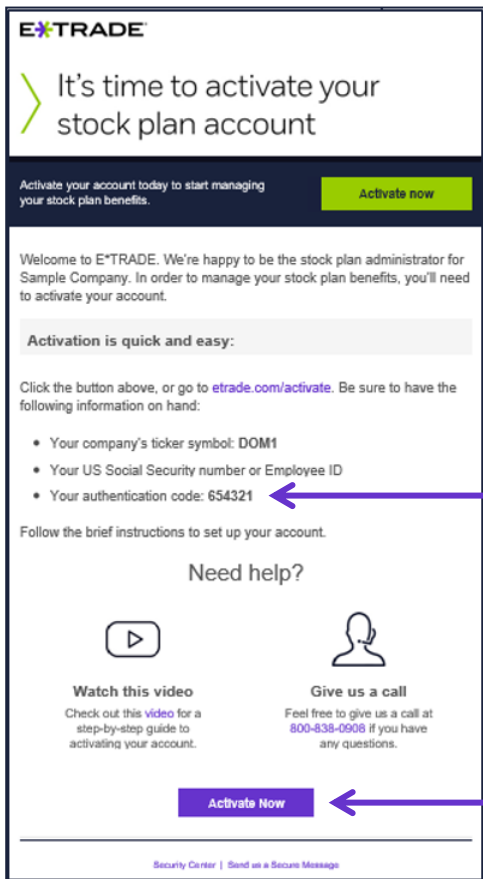 E*TRADE
It's time to activate your
stock plan account
Activate your account today to start managing
your stock plan benefits.
Activate now
Welcome to E*TRADE. We're happy to be the stock plan administrator for
Sample Company. In order to manage your stock plan benefits, you'll need
to activate your account.
Activation is quick and easy:
Click the button above, or go to etrade.com/activate. Be sure to have the
following information on hand:
• Your company's ticker symbol: DOM1
• Your US Social Security number or Employee ID
• Your authentication code: 654321
Follow the brief instructions to set up your account.
Need help?
Watch this video
Check out this video for a
step-by-step guide to
activating your account.
Give us a call
Feel free to give us a call at
800-838-0908 if you have
any questions.
Activate Now
Security Center | Send us a Secure Message